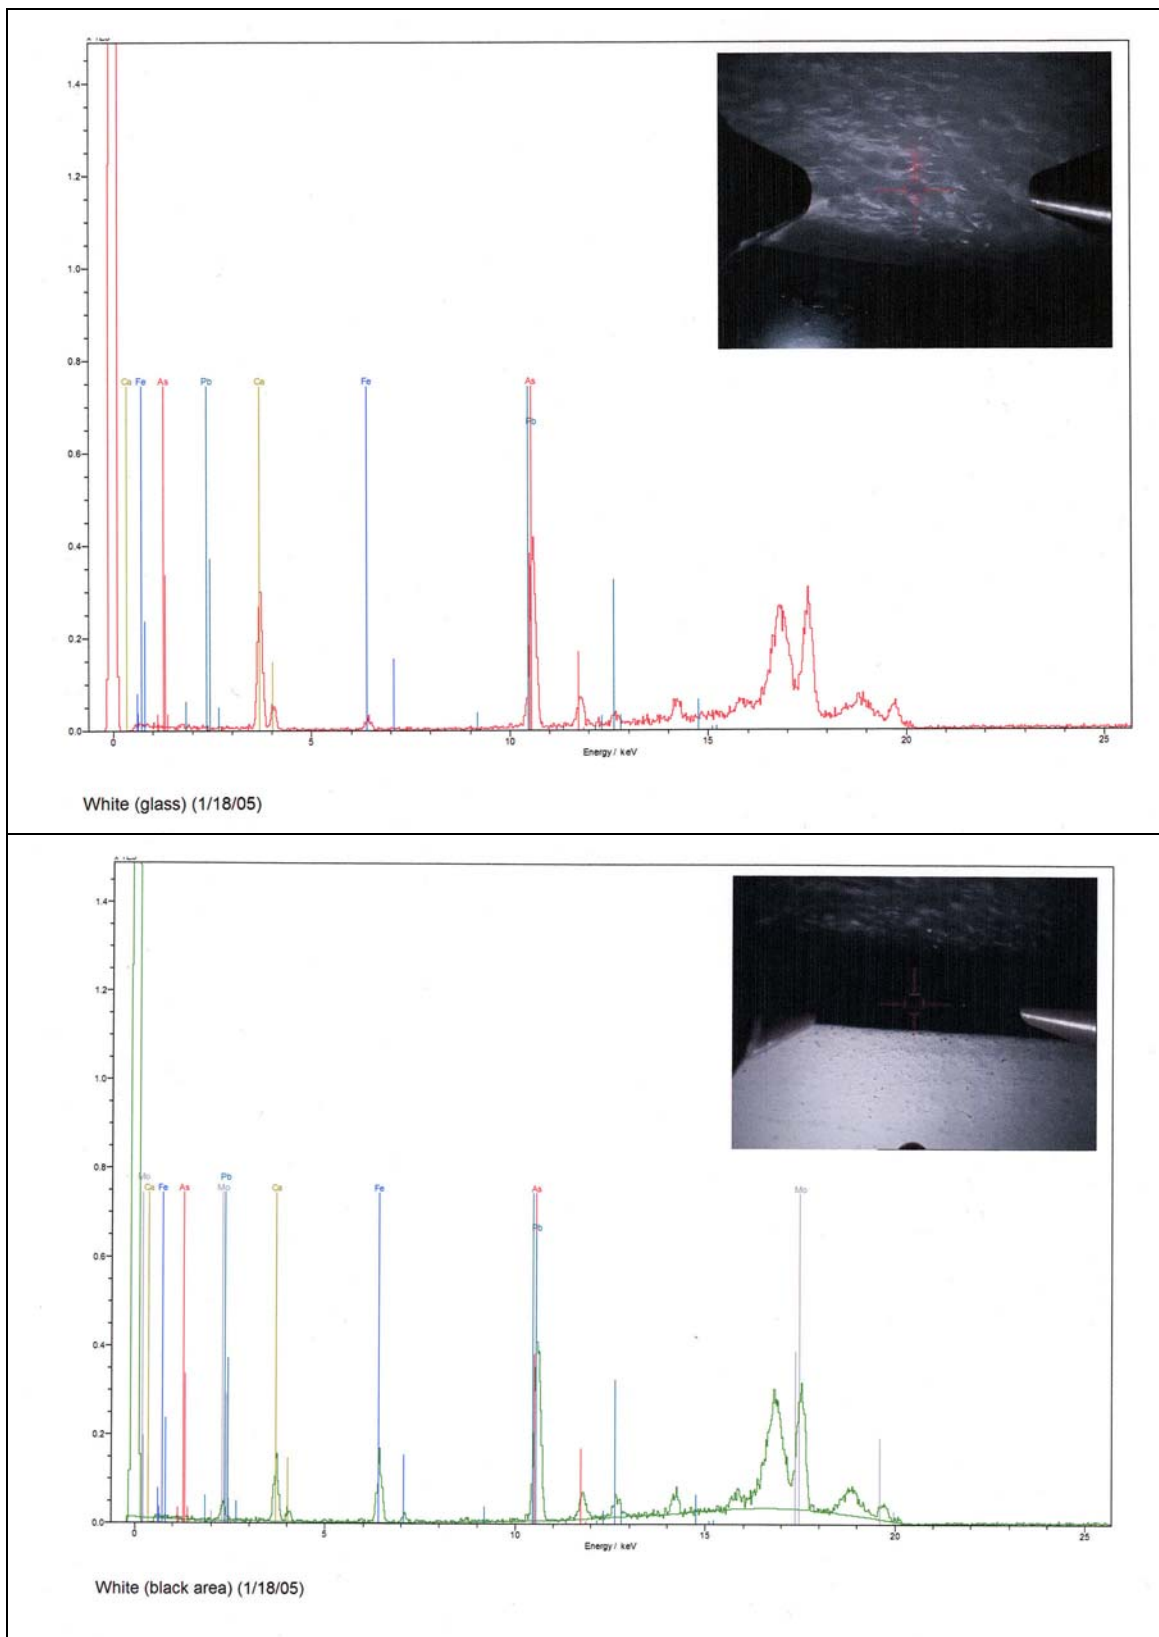 1.4
1.2
1.0
0.8
Ca Fe As Pb Ca Fe As
Pb
0.6
0.4
0.2
0.0
0 5 10 15 20 25
Energy / keV
White (glass) (1/18/05)
1.4
1.2
1.0
0.8
Mo Pb
Ca Fe As Mo Ca Fe As Mo
Pb
0.6
0.4
0.2
0.0
0 5 10 15 20 25
Energy / keV
White (black area) (1/18/05)